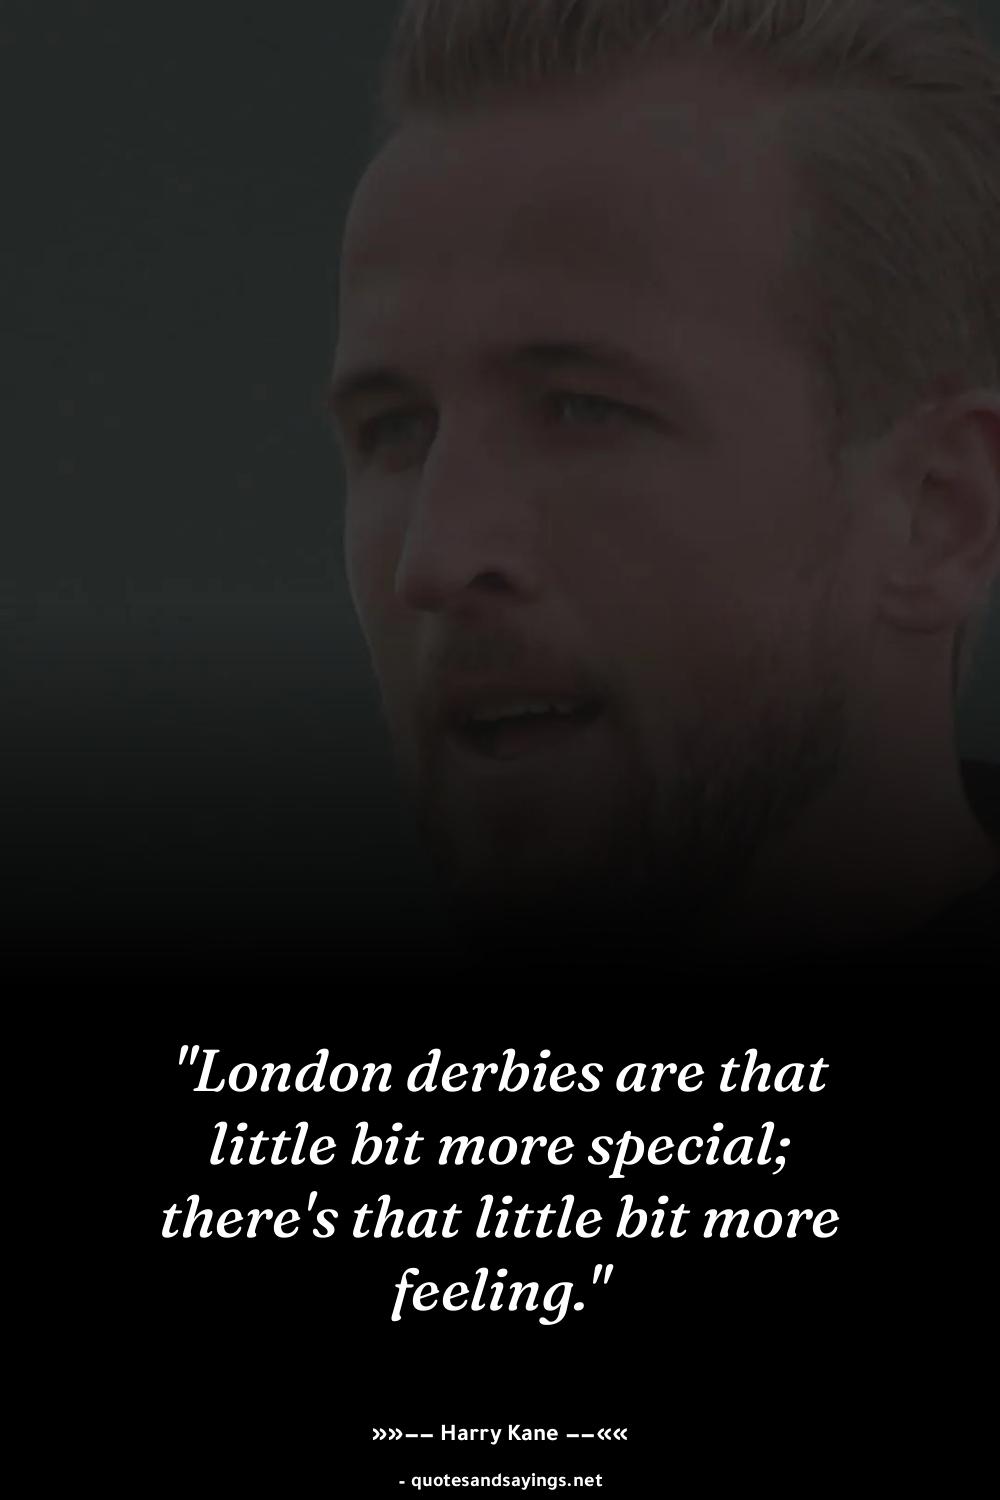 "London derbies are that
little bit more special;
there's that little bit more
feeling."
»»–– Harry Kane ––««
- quotesandsayings.net